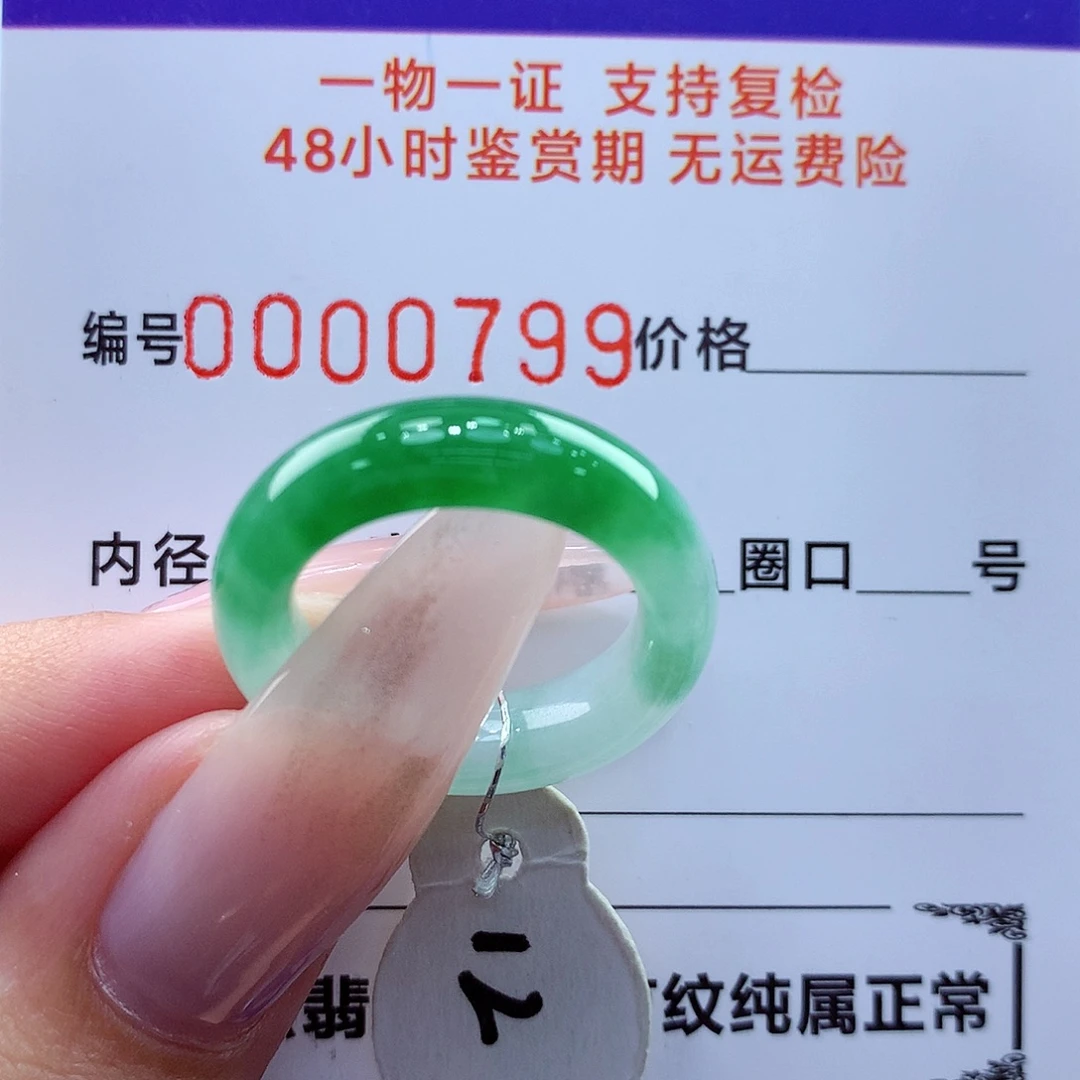 一物一证 支持复检
48小时鉴赏期 无运费险
编号0000799价格
内径 圈口 号
12
翡 纹纯属正常